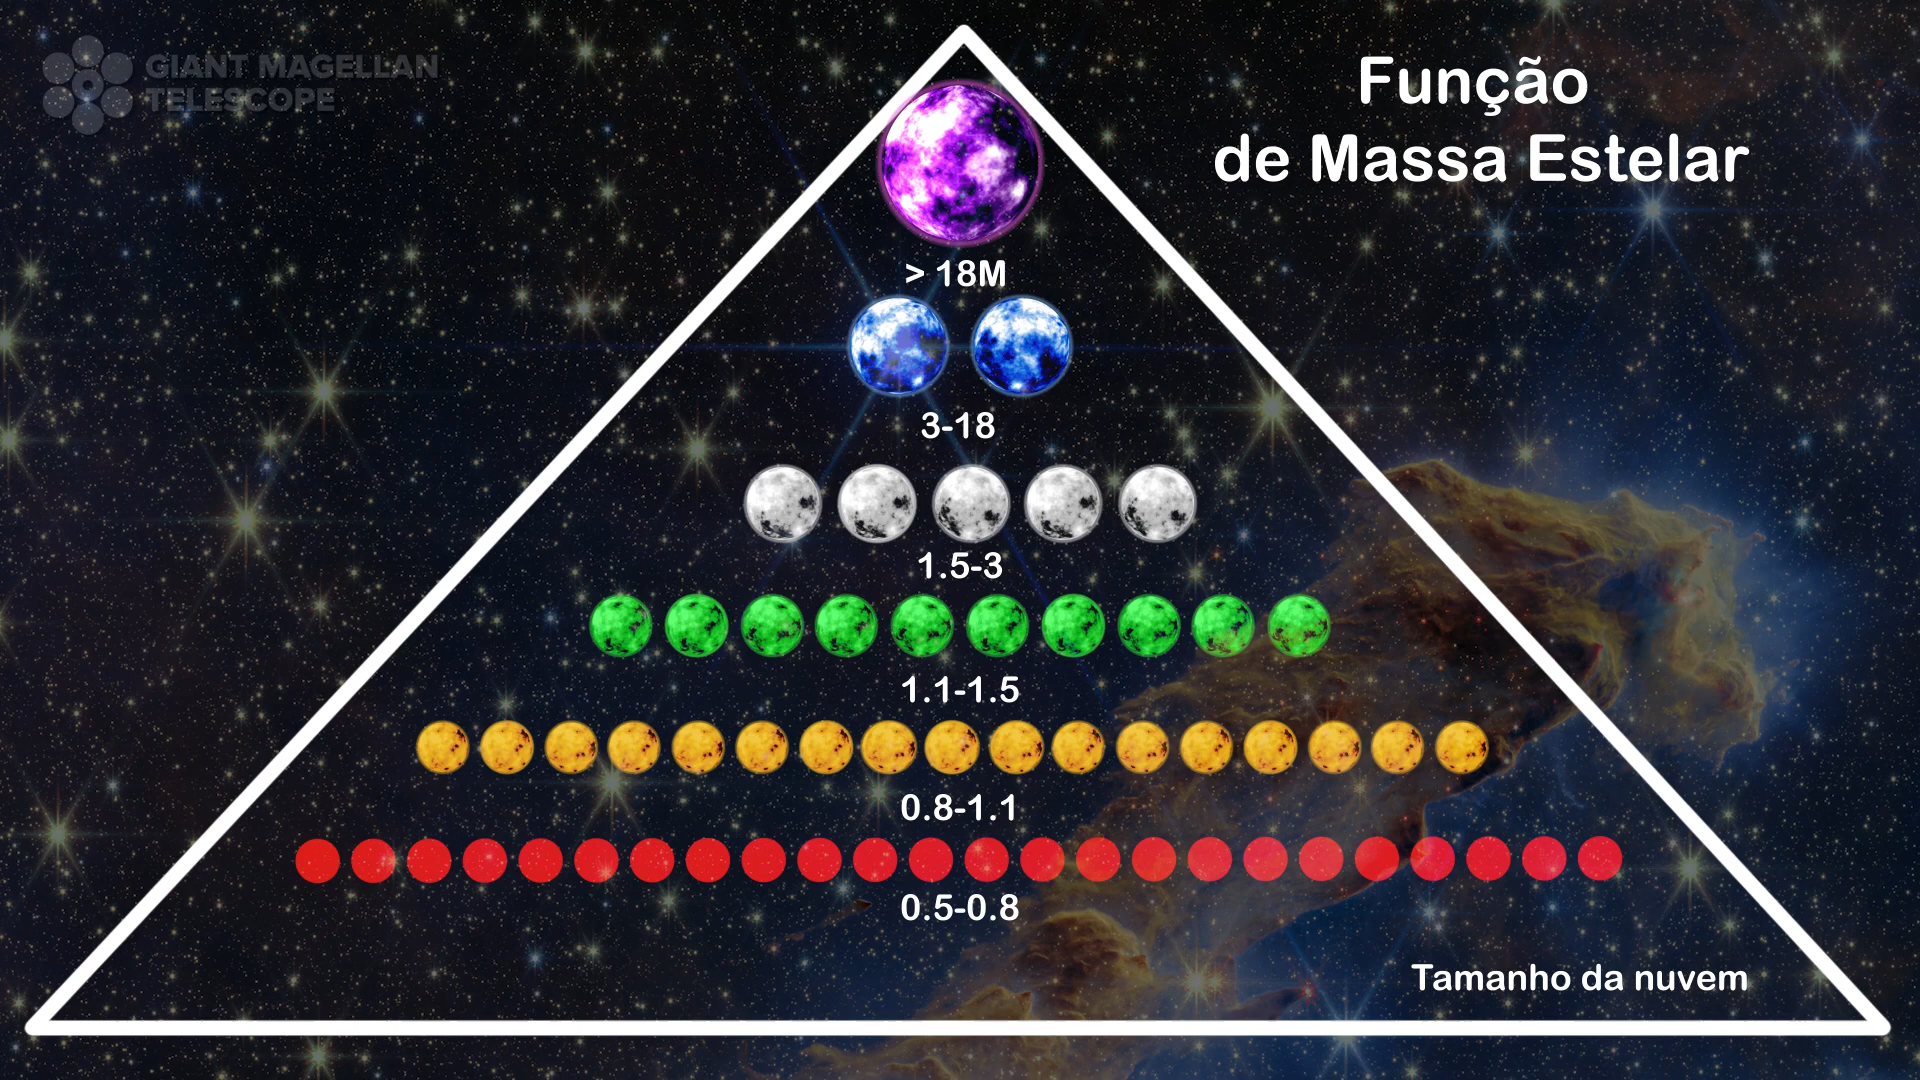 GIANT MAGELLAN
TELESCOPE
Função
de Massa Estelar
> 18M
3-18
1.5-3
1.1-1.5
0.8-1.1
0.5-0.8
Tamanho da nuvem